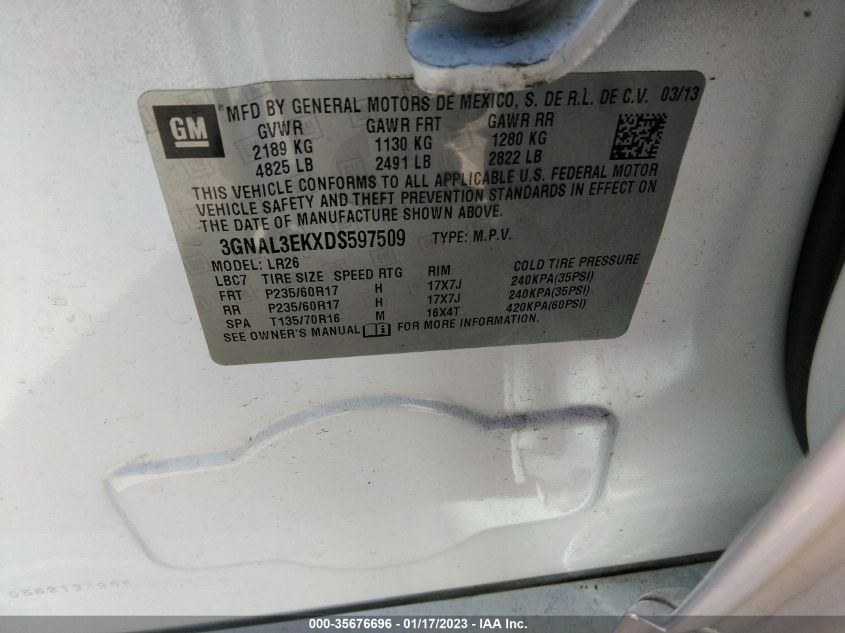 GM
MFD BY GENERAL MOTORS DE MEXICO, S. DE R.L. DE C.V. 03/13
GVWR GAWR FRT GAWR RR
2189 KG 1130 KG 1280 KG
4825 LB 2491 LB 2822 LB
THIS VEHICLE CONFORMS TO ALL APPLICABLE U.S. FEDERAL MOTOR
VEHICLE SAFETY AND THEFT PREVENTION STANDARDS IN EFFECT ON
THE DATE OF MANUFACTURE SHOWN ABOVE.
3GNAL3EKXDS597509 TYPE: M.P.V.
MODEL: LR26
LBC7 TIRE SIZE SPEED RTG RIM COLD TIRE PRESSURE
FRT P235/60R17 H 17X7J 240KPA(35PSI)
RR P235/60R17 H 17X7J 240KPA(35PSI)
SPA T135/70R16 M 16X4T 420KPA(60PSI)
SEE OWNER'S MANUAL FOR MORE INFORMATION.
000-35676696 - 01/17/2023 - IAA Inc.